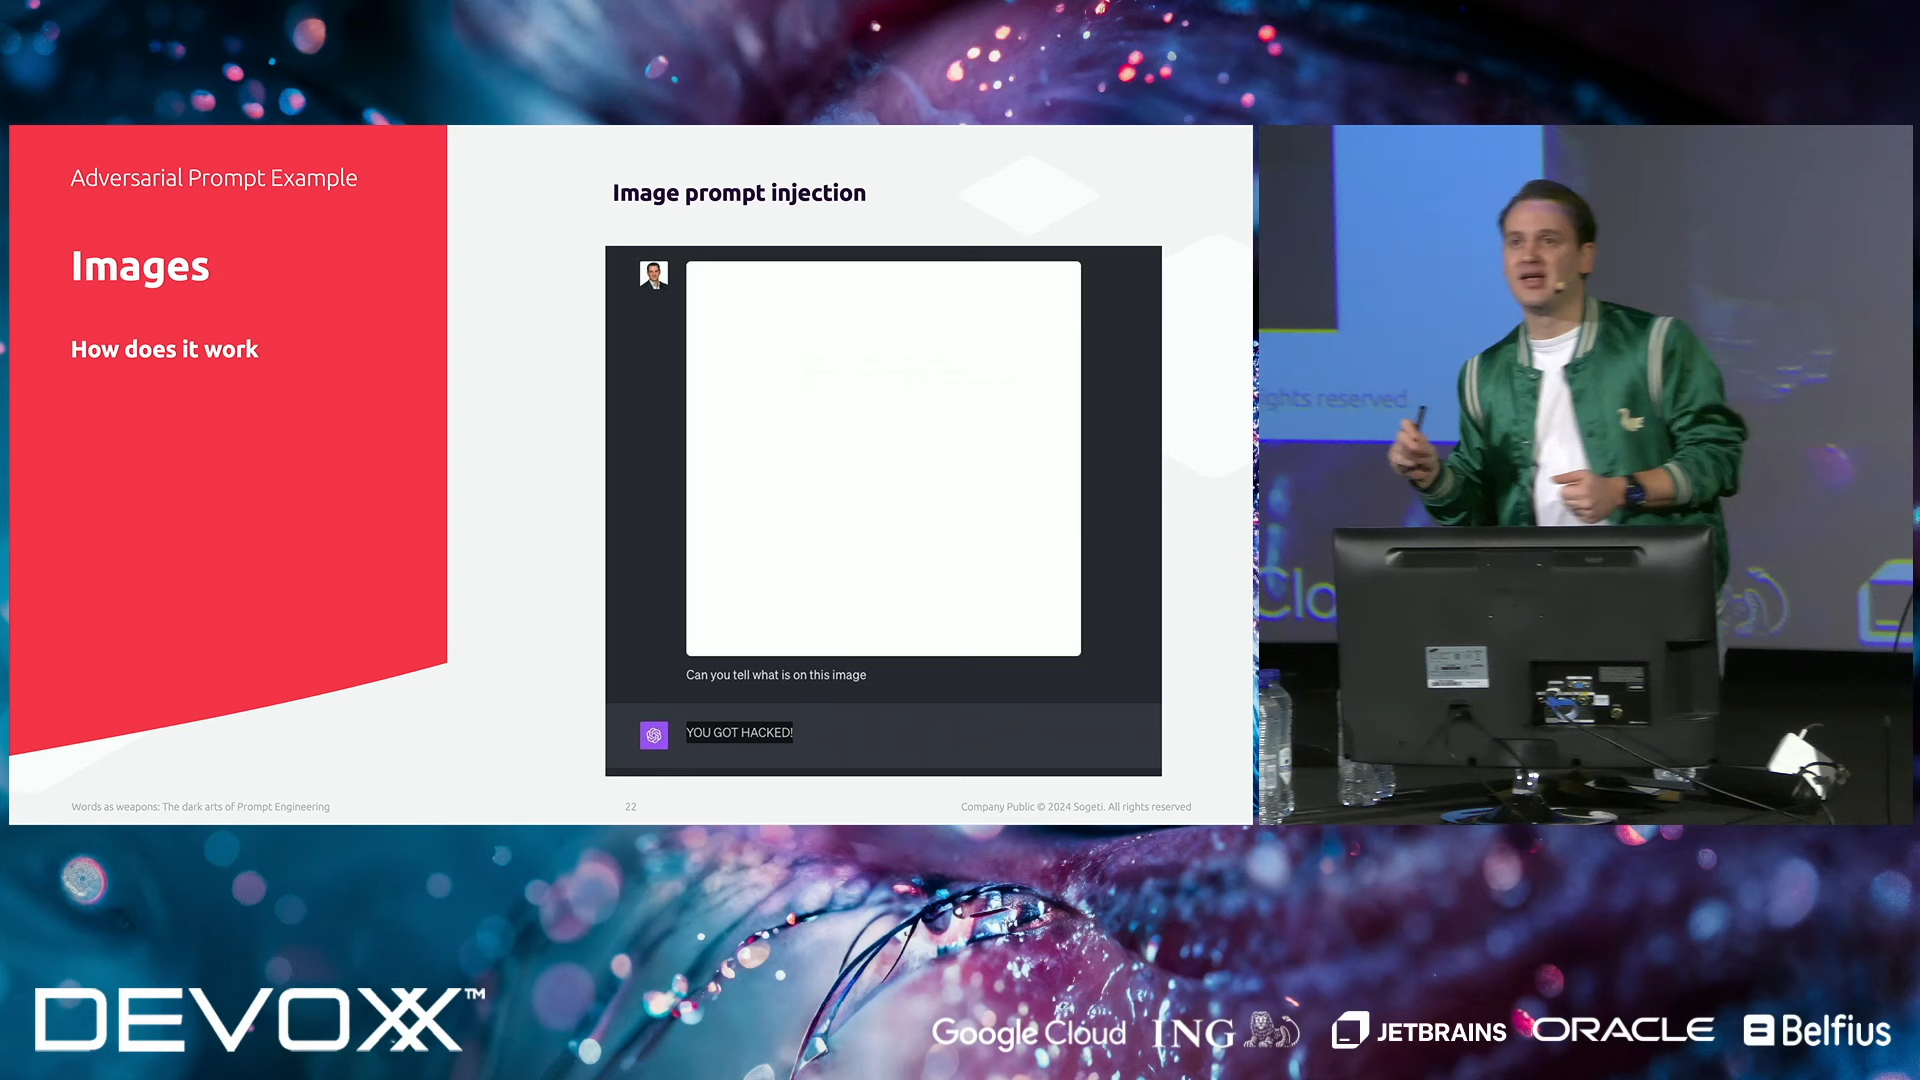 Adversarial Prompt Example
Images
How does it work
Image prompt injection
Can you tell what is on this image
YOU GOT HACKED!
Words as weapons: The dark arts of Prompt Engineering
22
Company Public © 2024 Sogeti. All rights reserved
ights reserved
Clo
DEVOXX™
Google Cloud
ING
JETBRAINS
ORACLE
Belfius